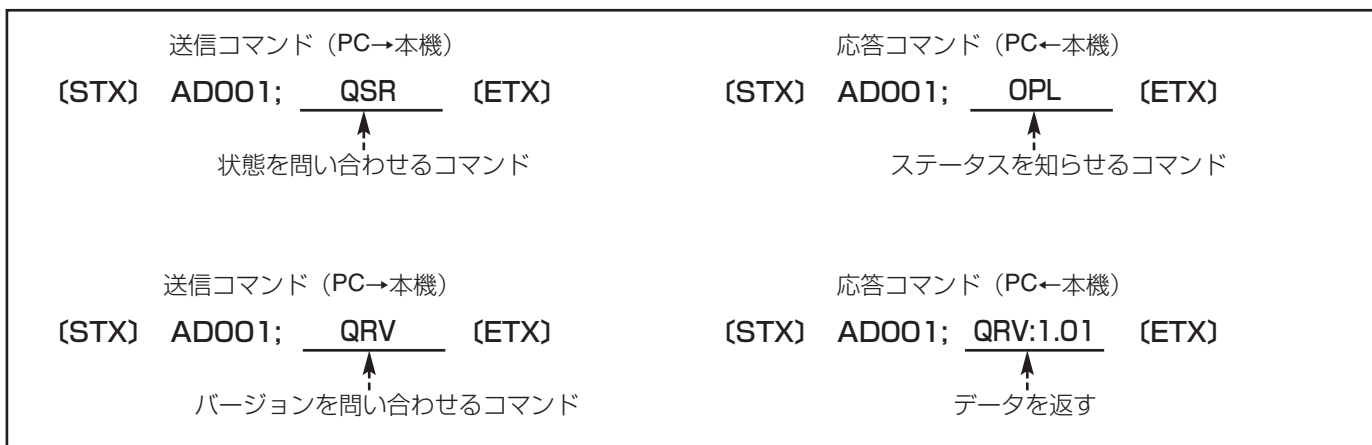 送信コマンド（PC→本機）
応答コマンド（PC←本機）
〔STX〕 AD001; QSR 〔ETX〕
〔STX〕 AD001; OPL 〔ETX〕
状態を問い合わせるコマンド
ステータスを知らせるコマンド
送信コマンド（PC→本機）
応答コマンド（PC←本機）
〔STX〕 AD001; QRV 〔ETX〕
〔STX〕 AD001; QRV:1.01 〔ETX〕
バージョンを問い合わせるコマンド
データを返す